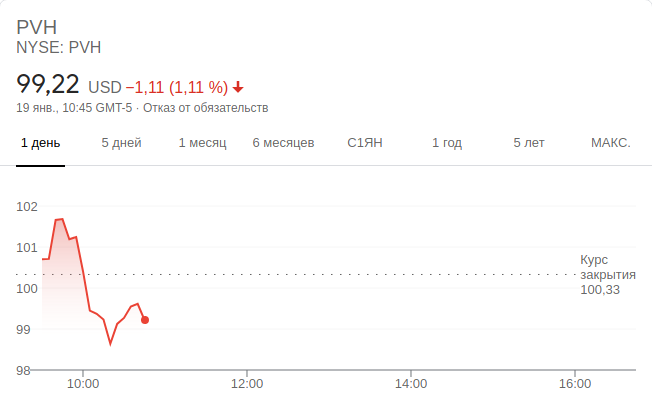 PVH
NYSE: PVH
99,22 USD −1,11 (1,11 %)
19 янв., 10:45 GMT-5 · Отказ от обязательств
1 день 5 дней 1 месяц 6 месяцев С1ЯН 1 год 5 лет МАКС.
102
101
100
99
98
Курс
закрытия
100,33
10:00 12:00 14:00 16:00